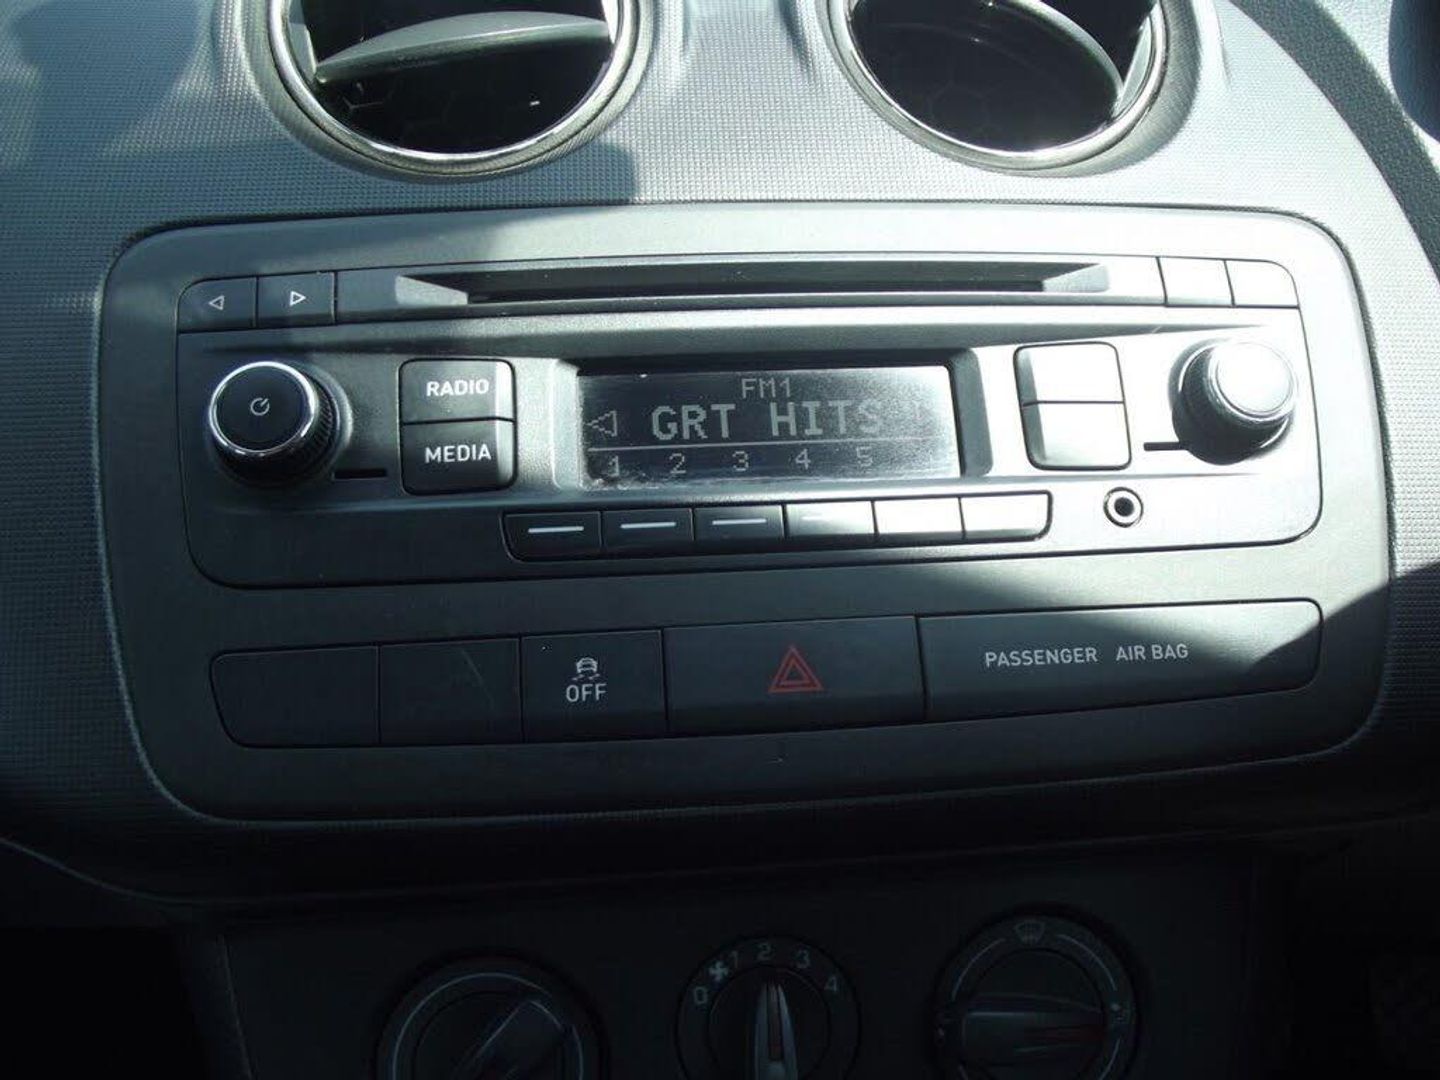 RADIO
MEDIA
FM1
GRT HITS
1 2 3 4 5
OFF
PASSENGER AIR BAG
0 1 2 3 4